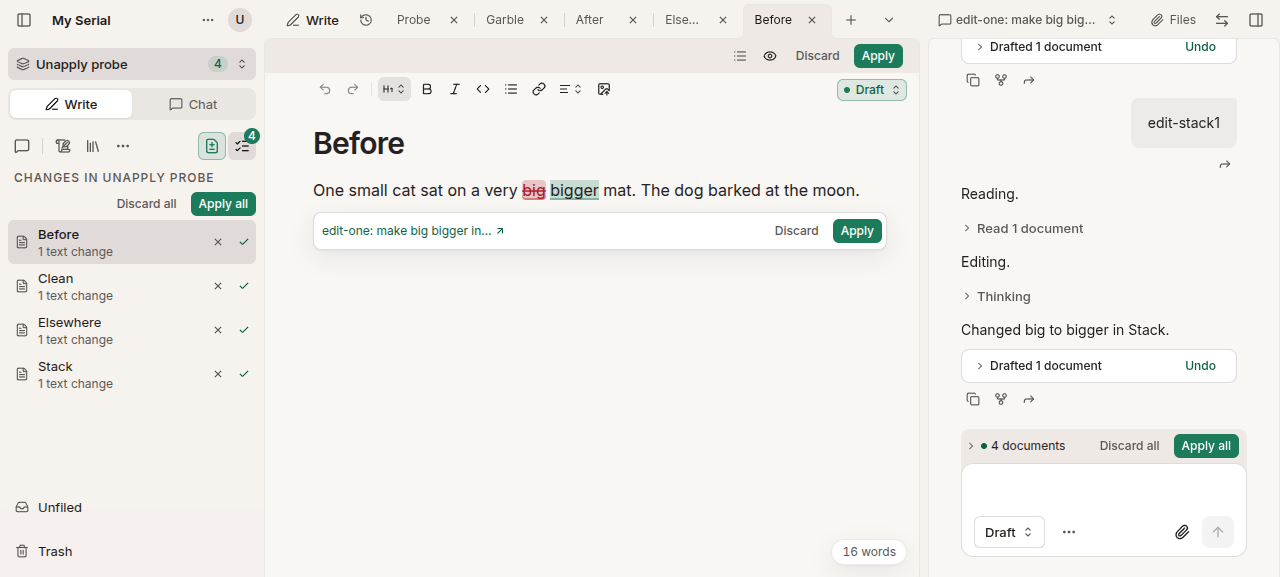 My Serial
U
Write
Probe
Garble
After
Else...
Before
edit-one: make big big...
Files
Unapply probe
4
Write
Chat
4
CHANGES IN UNAPPLY PROBE
Discard all
Apply all
Before
1 text change
Clean
1 text change
Elsewhere
1 text change
Stack
1 text change
Unfiled
Trash
Discard
Apply
H1
Draft
Before
One small cat sat on a very big bigger mat. The dog barked at the moon.
edit-one: make big bigger in...
Discard
Apply
16 words
Drafted 1 document
Undo
edit-stack1
Reading.
Read 1 document
Editing.
Thinking
Changed big to bigger in Stack.
Drafted 1 document
Undo
4 documents
Discard all
Apply all
Draft